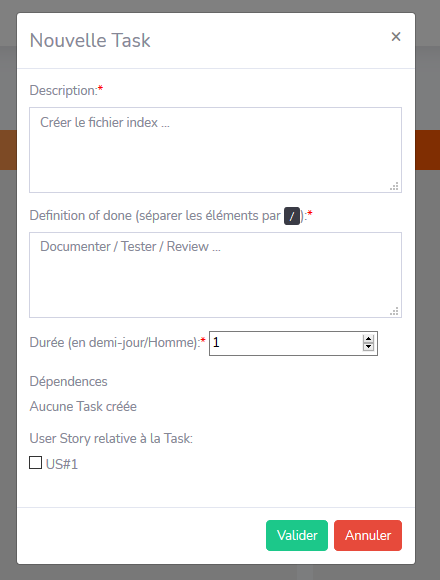 Nouvelle Task ×
Description:*
Créer le fichier index ...
Definition of done (séparer les éléments par / ):*
Documenter / Tester / Review ...
Durée (en demi-jour/Homme):* 1
Dépendences
Aucune Task créée
User Story relative à la Task:
US#1
Valider Annuler